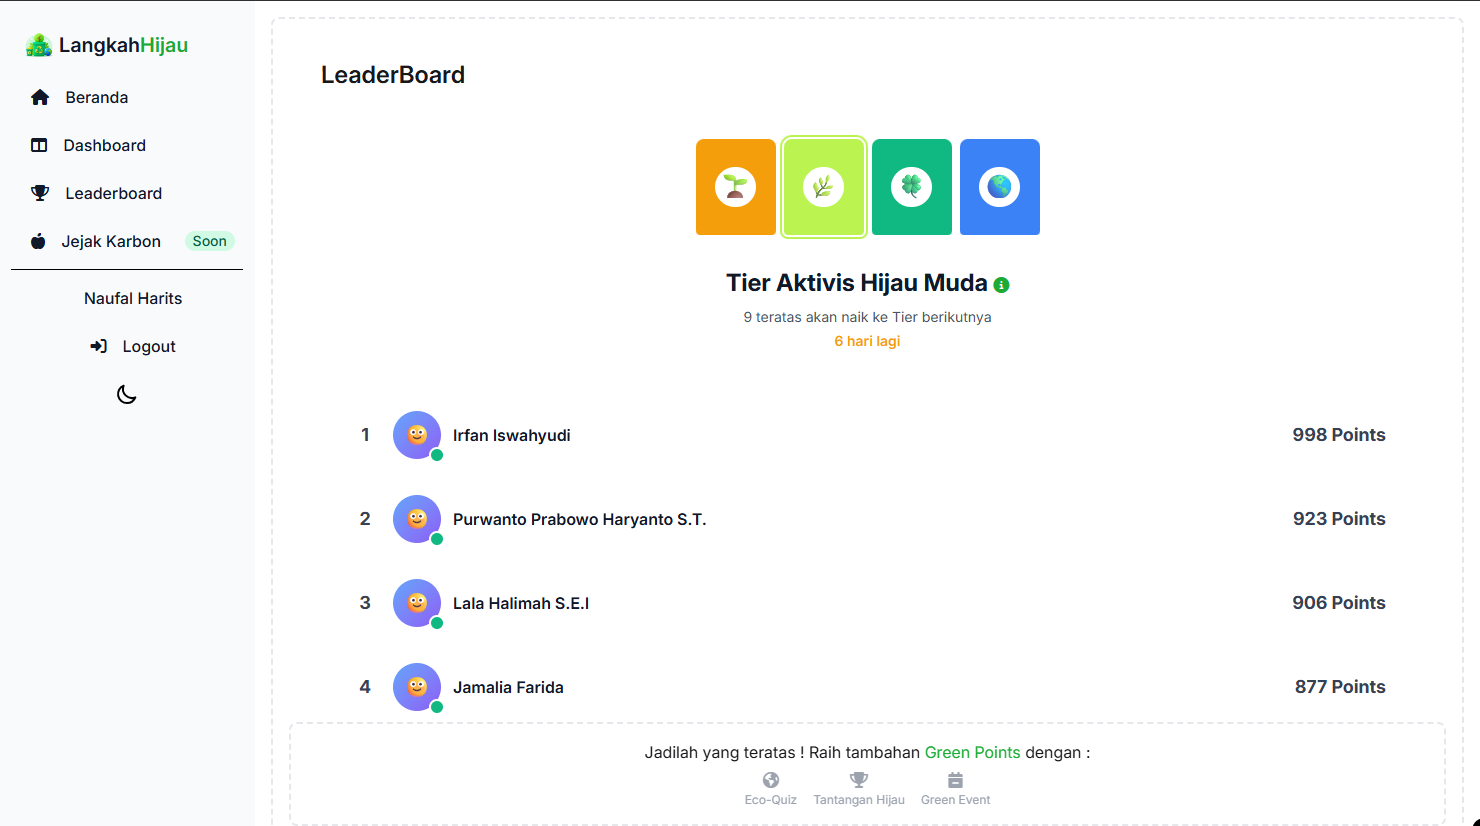 LangkahHijau
Beranda
Dashboard
Leaderboard
Jejak Karbon Soon
Naufal Harits
Logout
LeaderBoard
Tier Aktivis Hijau Muda
9 teratas akan naik ke Tier berikutnya
6 hari lagi
1 Irfan Iswahyudi 998 Points
2 Purwanto Prabowo Haryanto S.T. 923 Points
3 Lala Halimah S.E.I 906 Points
4 Jamalia Farida 877 Points
Jadilah yang teratas ! Raih tambahan Green Points dengan :
Eco-Quiz Tantangan Hijau Green Event